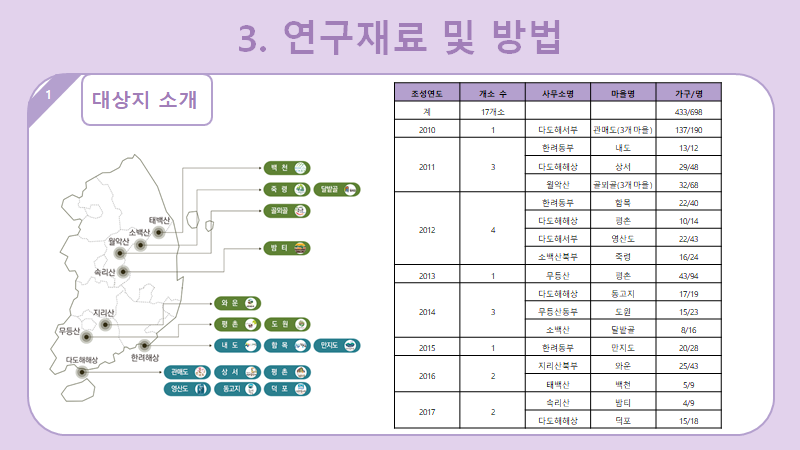 3. 연구재료 및 방법
1
대상지 소개
백 천
죽 령 달밭골
골뫼골
밤 티
태백산
소백산
월악산
속리산
지리산
무등산
다도해해상
한려해상
와 운
평 촌 도 원
내 도 함 목 만지도
관매도 상 서 평 촌
영산도 동고지 덕 포
조성연도 개소 수 사무소명 마을명 가구/명
계 17개소 433/698
2010 1 다도해서부 관매도(3개 마을) 137/190
2011 3 한려동부 내도 13/12
다도해해상 상서 29/48
월악산 골뫼골(3개 마을) 32/68
2012 4 한려동부 함목 22/40
다도해해상 평촌 10/14
다도해서부 영산도 22/43
소백산북부 죽령 16/24
2013 1 무등산 평촌 43/94
2014 3 다도해해상 동고지 17/19
무등산동부 도원 15/23
소백산 달밭골 8/16
2015 1 한려동부 만지도 20/28
2016 2 지리산북부 와운 25/43
태백산 백천 5/9
2017 2 속리산 밤티 4/9
다도해해상 덕포 15/18